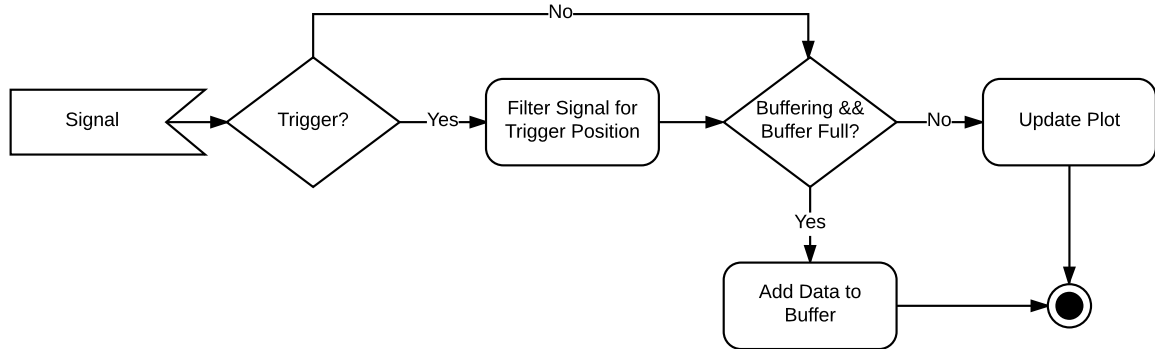 No
Signal
Trigger?
Yes
Filter Signal for
Trigger Position
Buffering &&
Buffer Full?
No
Update Plot
Yes
Add Data to
Buffer